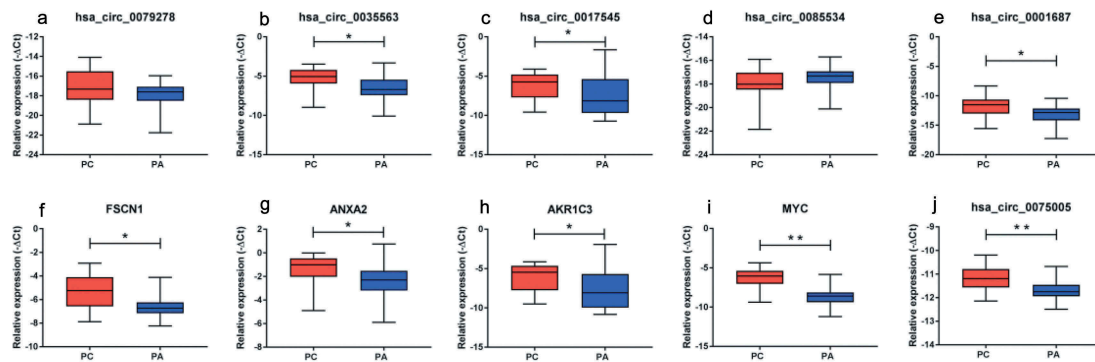 a hsa_circ_0079278
Relative expression (-ΔCt)
-12
-14
-16
-18
-20
-22
-24
PC PA
b hsa_circ_0035563
Relative expression (-ΔCt)
0
-5
-10
-15
*
PC PA
c hsa_circ_0017545
Relative expression (-ΔCt)
0
-5
-10
-15
*
PC PA
d hsa_circ_0085534
Relative expression (-ΔCt)
-14
-16
-18
-20
-22
-24
PC PA
e hsa_circ_0001687
Relative expression (-ΔCt)
0
-5
-10
-15
-20
*
PC PA
f FSCN1
Relative expression (-ΔCt)
0
-2
-4
-6
-8
-10
*
PC PA
g ANXA2
Relative expression (-ΔCt)
2
0
-2
-4
-6
-8
*
PC PA
h AKR1C3
Relative expression (-ΔCt)
0
-5
-10
-15
*
PC PA
i MYC
Relative expression (-ΔCt)
0
-5
-10
-15
**
PC PA
j hsa_circ_0075005
Relative expression (-ΔCt)
-9
-10
-11
-12
-13
-14
**
PC PA